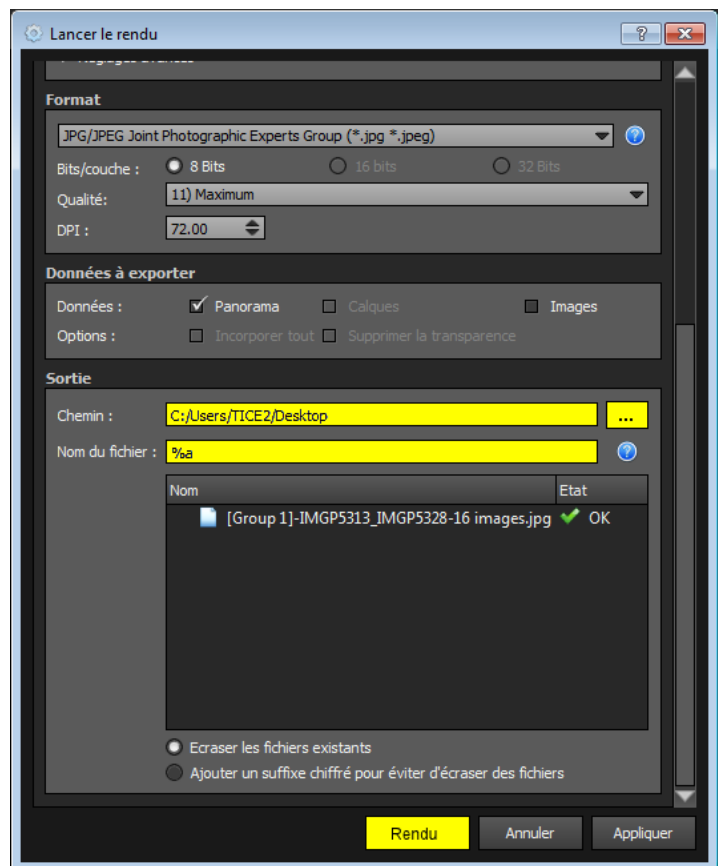 Lancer le rendu
Format
JPG/JPEG Joint Photographic Experts Group (*.jpg *.jpeg)
Bits/couche : 8 Bits 16 bits 32 Bits
Qualité: 11) Maximum
DPI : 72.00
Données à exporter
Données : Panorama Calques Images
Options : Incorporer tout Supprimer la transparence
Sortie
Chemin : C:/Users/TICE2/Desktop ...
Nom du fichier : %a
Nom Etat
[Group 1]-IMGP5313_IMGP5328-16 images.jpg OK
Ecraser les fichiers existants
Ajouter un suffixe chiffré pour éviter d'écraser des fichiers
Rendu Annuler Appliquer